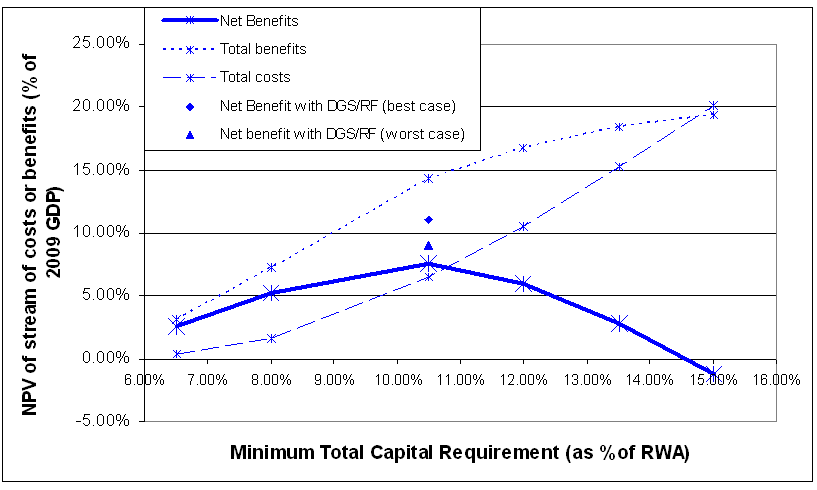 Net Benefits
Total benefits
Total costs
Net Benefit with DGS/RF (best case)
Net benefit with DGS/RF (worst case)
NPV of stream of costs or benefits (% of
2009 GDP)
25.00%
20.00%
15.00%
10.00%
5.00%
0.00%
-5.00%
6.00% 7.00% 8.00% 9.00% 10.00% 11.00% 12.00% 13.00% 14.00% 15.00% 16.00%
Minimum Total Capital Requirement (as %of RWA)